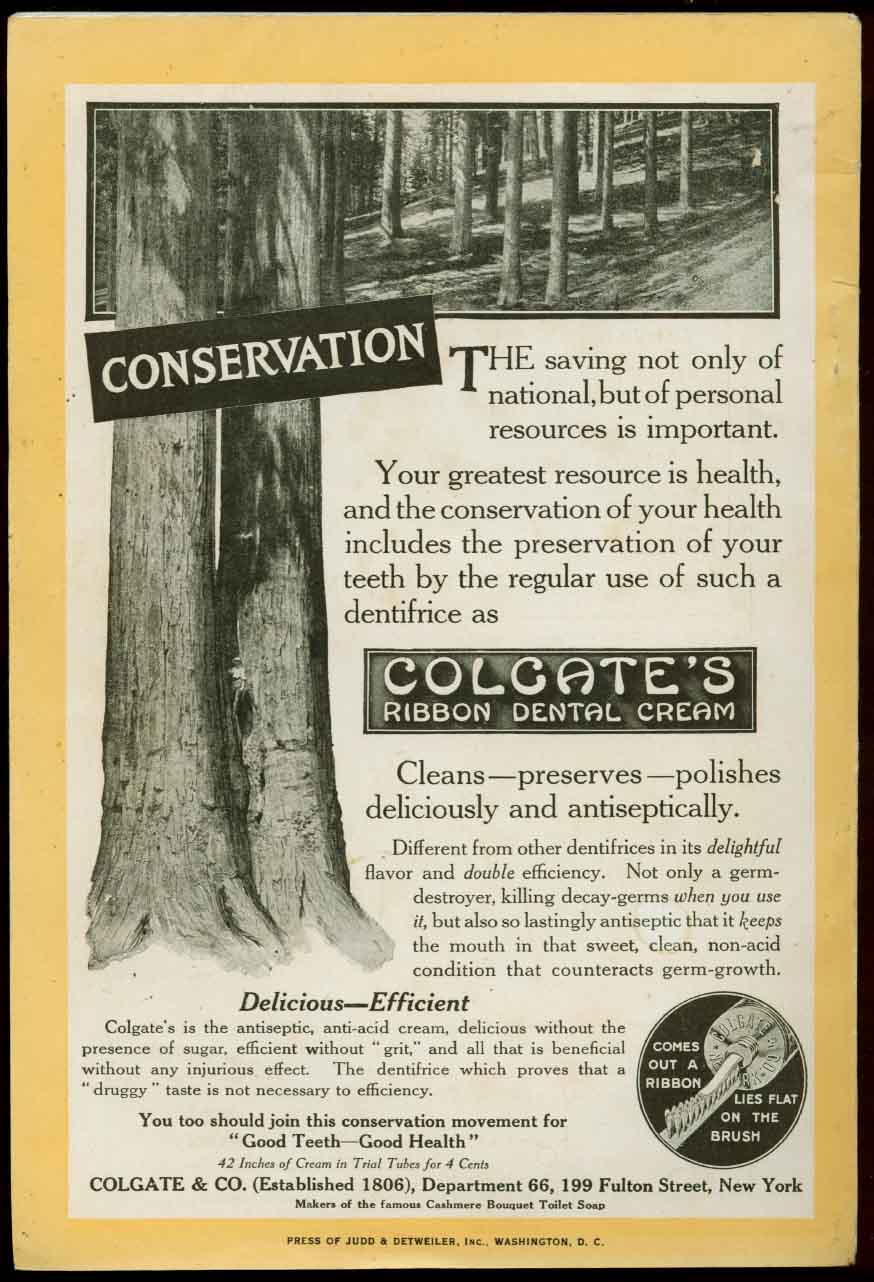 CONSERVATION
THE saving not only of
national, but of personal
resources is important.
Your greatest resource is health,
and the conservation of your health
includes the preservation of your
teeth by the regular use of such a
dentifrice as
COLGATE'S
RIBBON DENTAL CREAM
Cleans—preserves—polishes
deliciously and antiseptically.
Different from other dentifrices in its delightful
flavor and double efficiency. Not only a germ-
destroyer, killing decay-germs when you use
it, but also so lastingly antiseptic that it keeps
the mouth in that sweet, clean, non-acid
condition that counteracts germ-growth.
Delicious—Efficient
Colgate's is the antiseptic, anti-acid cream, delicious without the
presence of sugar, efficient without "grit," and all that is beneficial
without any injurious effect. The dentifrice which proves that a
"druggy" taste is not necessary to efficiency.
You too should join this conservation movement for
"Good Teeth—Good Health"
42 Inches of Cream in Trial Tubes for 4 Cents
COMES
OUT A
RIBBON
COLGATE & CO.
LIES FLAT
ON THE
BRUSH
COLGATE & CO. (Established 1806), Department 66, 199 Fulton Street, New York
Makers of the famous Cashmere Bouquet Toilet Soap
PRESS OF JUDD & DETWEILER, INC., WASHINGTON, D. C.